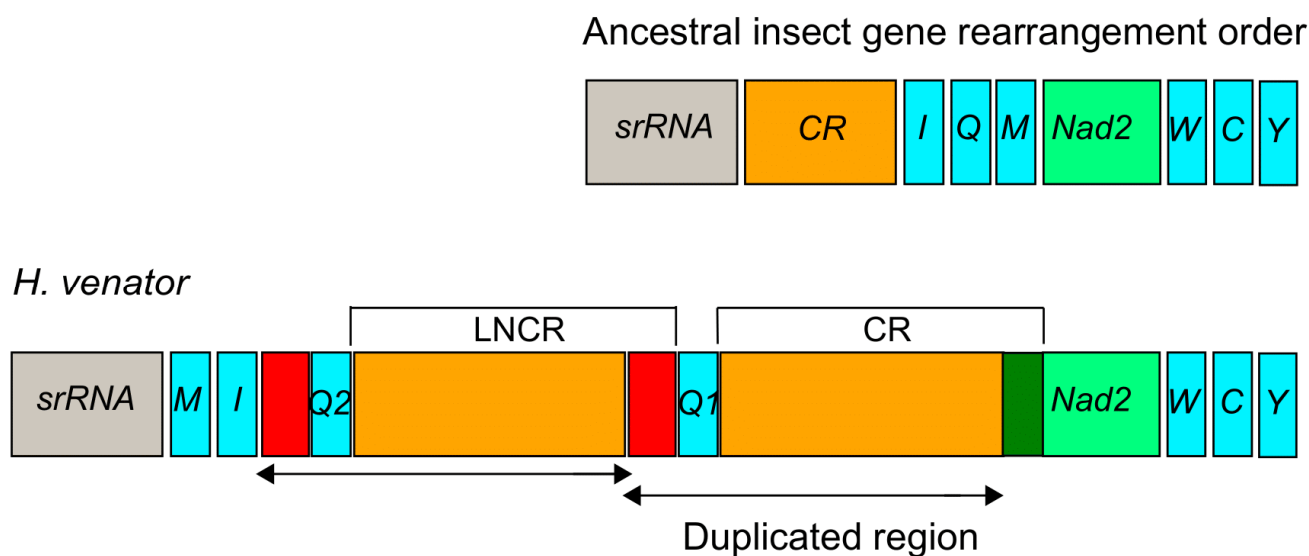 Ancestral insect gene rearrangement order
srRNA CR I Q M Nad2 W C Y
H. venator
LNCR CR
srRNA M I Q2 Q1 Nad2 W C Y
Duplicated region